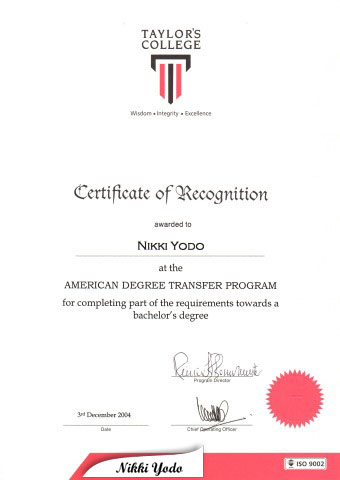 TAYLOR'S
COLLEGE
Wisdom • Integrity • Excellence
Certificate of Recognition
awarded to
NIKKI YODO
at the
AMERICAN DEGREE TRANSFER PROGRAM
for completing part of the requirements towards a
bachelor's degree
Program Director
3rd December 2004
Date
Chief Operating Officer
ISO 9002
Nikki Yodo